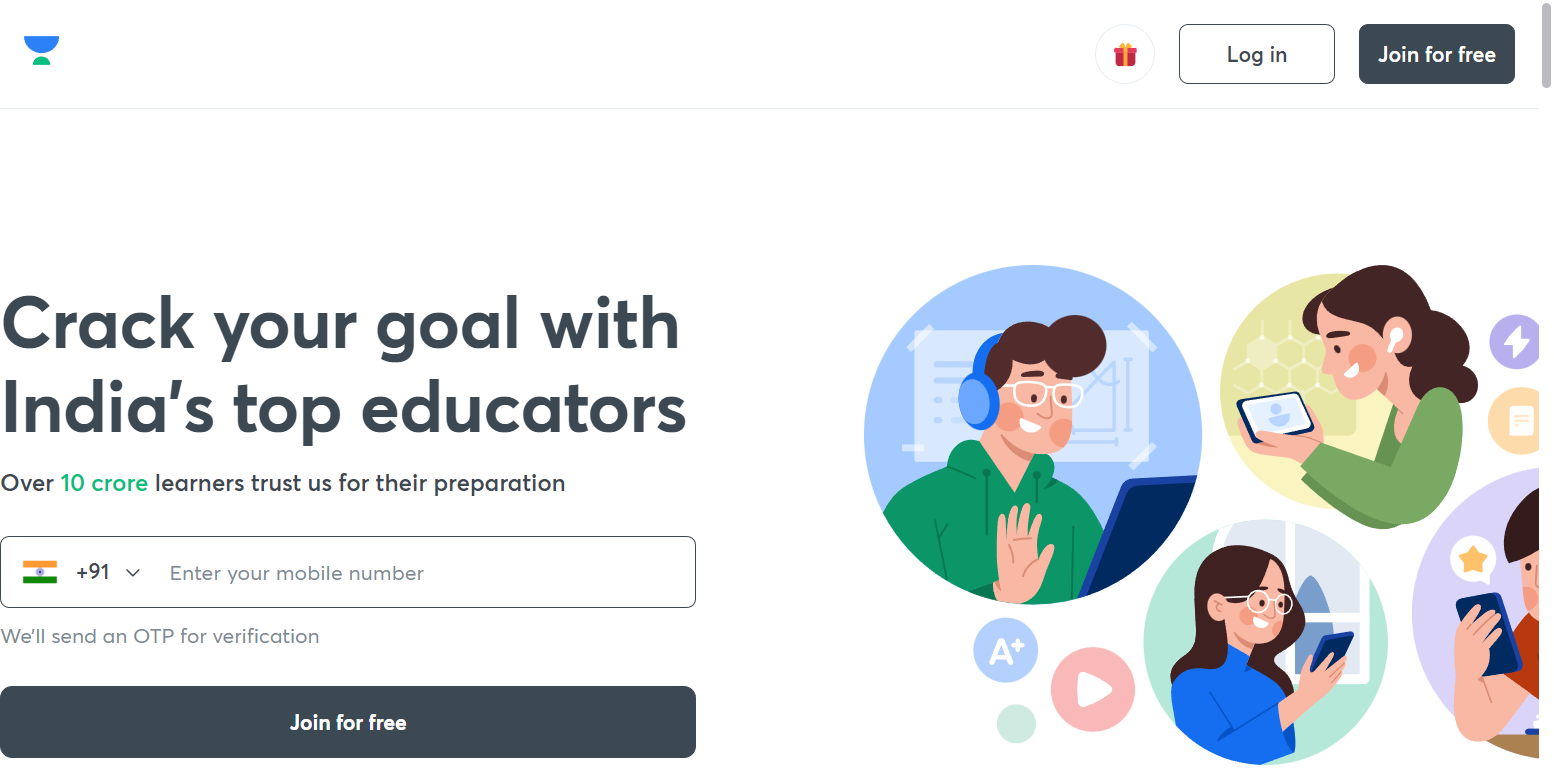 Log in
Join for free
Crack your goal with
India's top educators
Over 10 crore learners trust us for their preparation
+91 Enter your mobile number
We'll send an OTP for verification
Join for free
A+